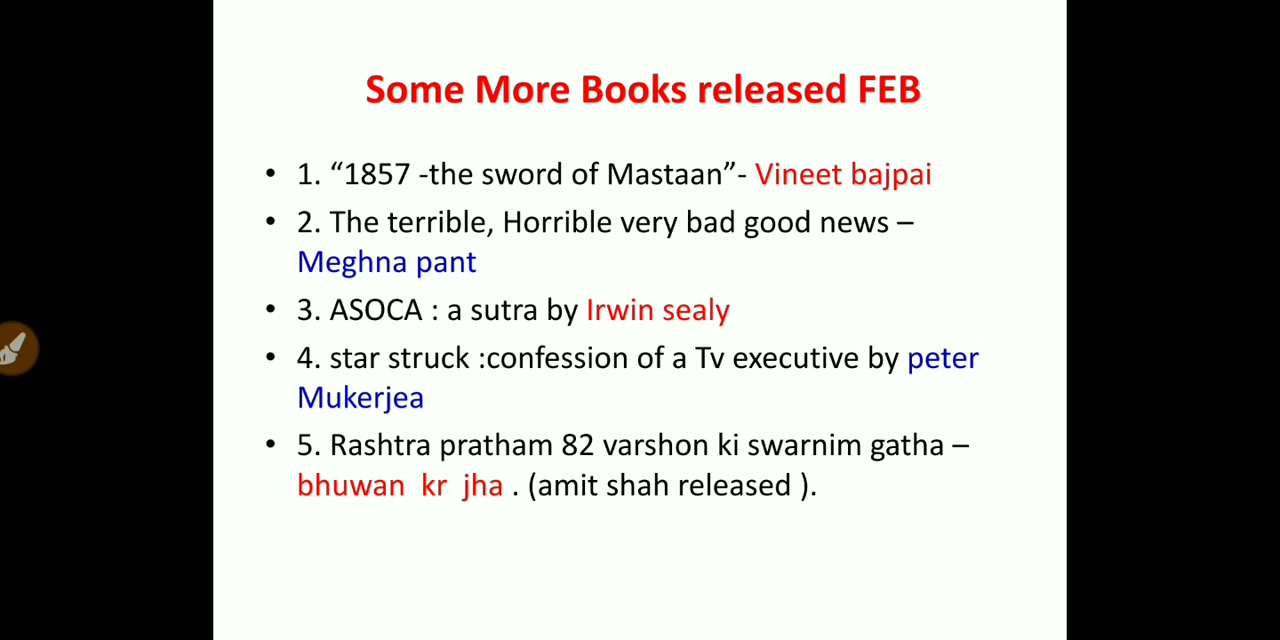 Some More Books released FEB
• 1. “1857 -the sword of Mastaan”- Vineet bajpai
• 2. The terrible, Horrible very bad good news –
Meghna pant
• 3. ASOCA : a sutra by Irwin sealy
• 4. star struck :confession of a Tv executive by peter
Mukerjea
• 5. Rashtra pratham 82 varshon ki swarnim gatha –
bhuwan kr jha . (amit shah released ).